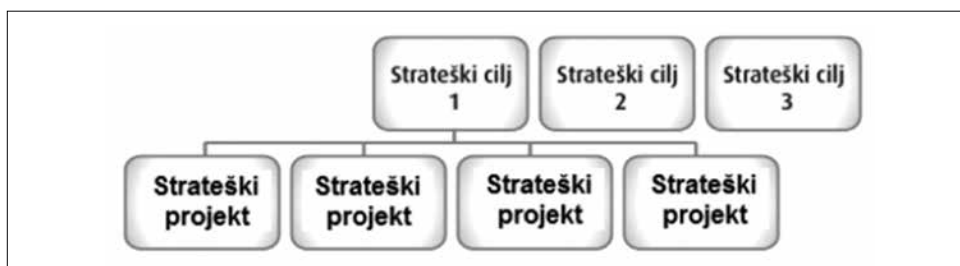 Strateški cilj
1
Strateški cilj
2
Strateški cilj
3
Strateški
projekt
Strateški
projekt
Strateški
projekt
Strateški
projekt